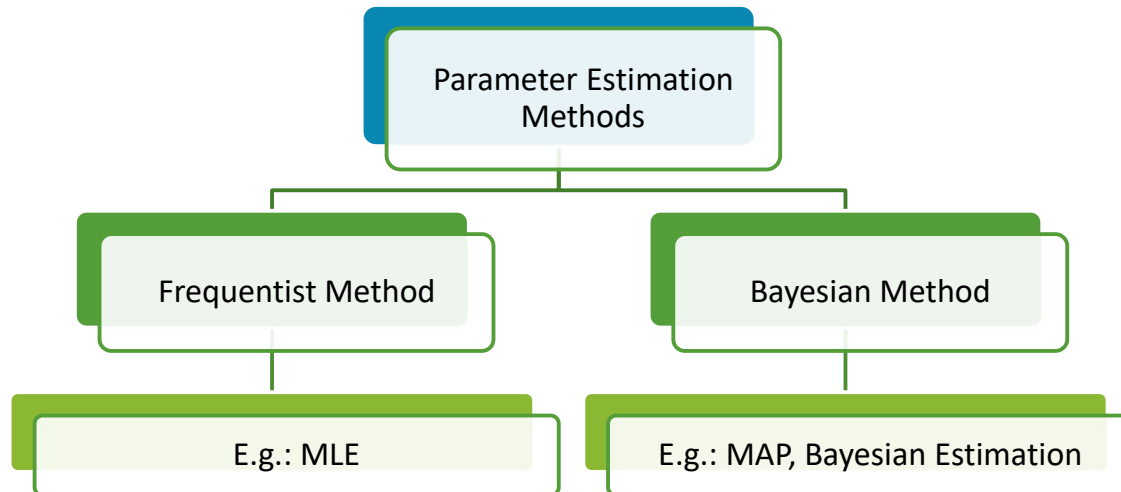 Parameter Estimation
Methods
Frequentist Method
Bayesian Method
E.g.: MLE
E.g.: MAP, Bayesian Estimation